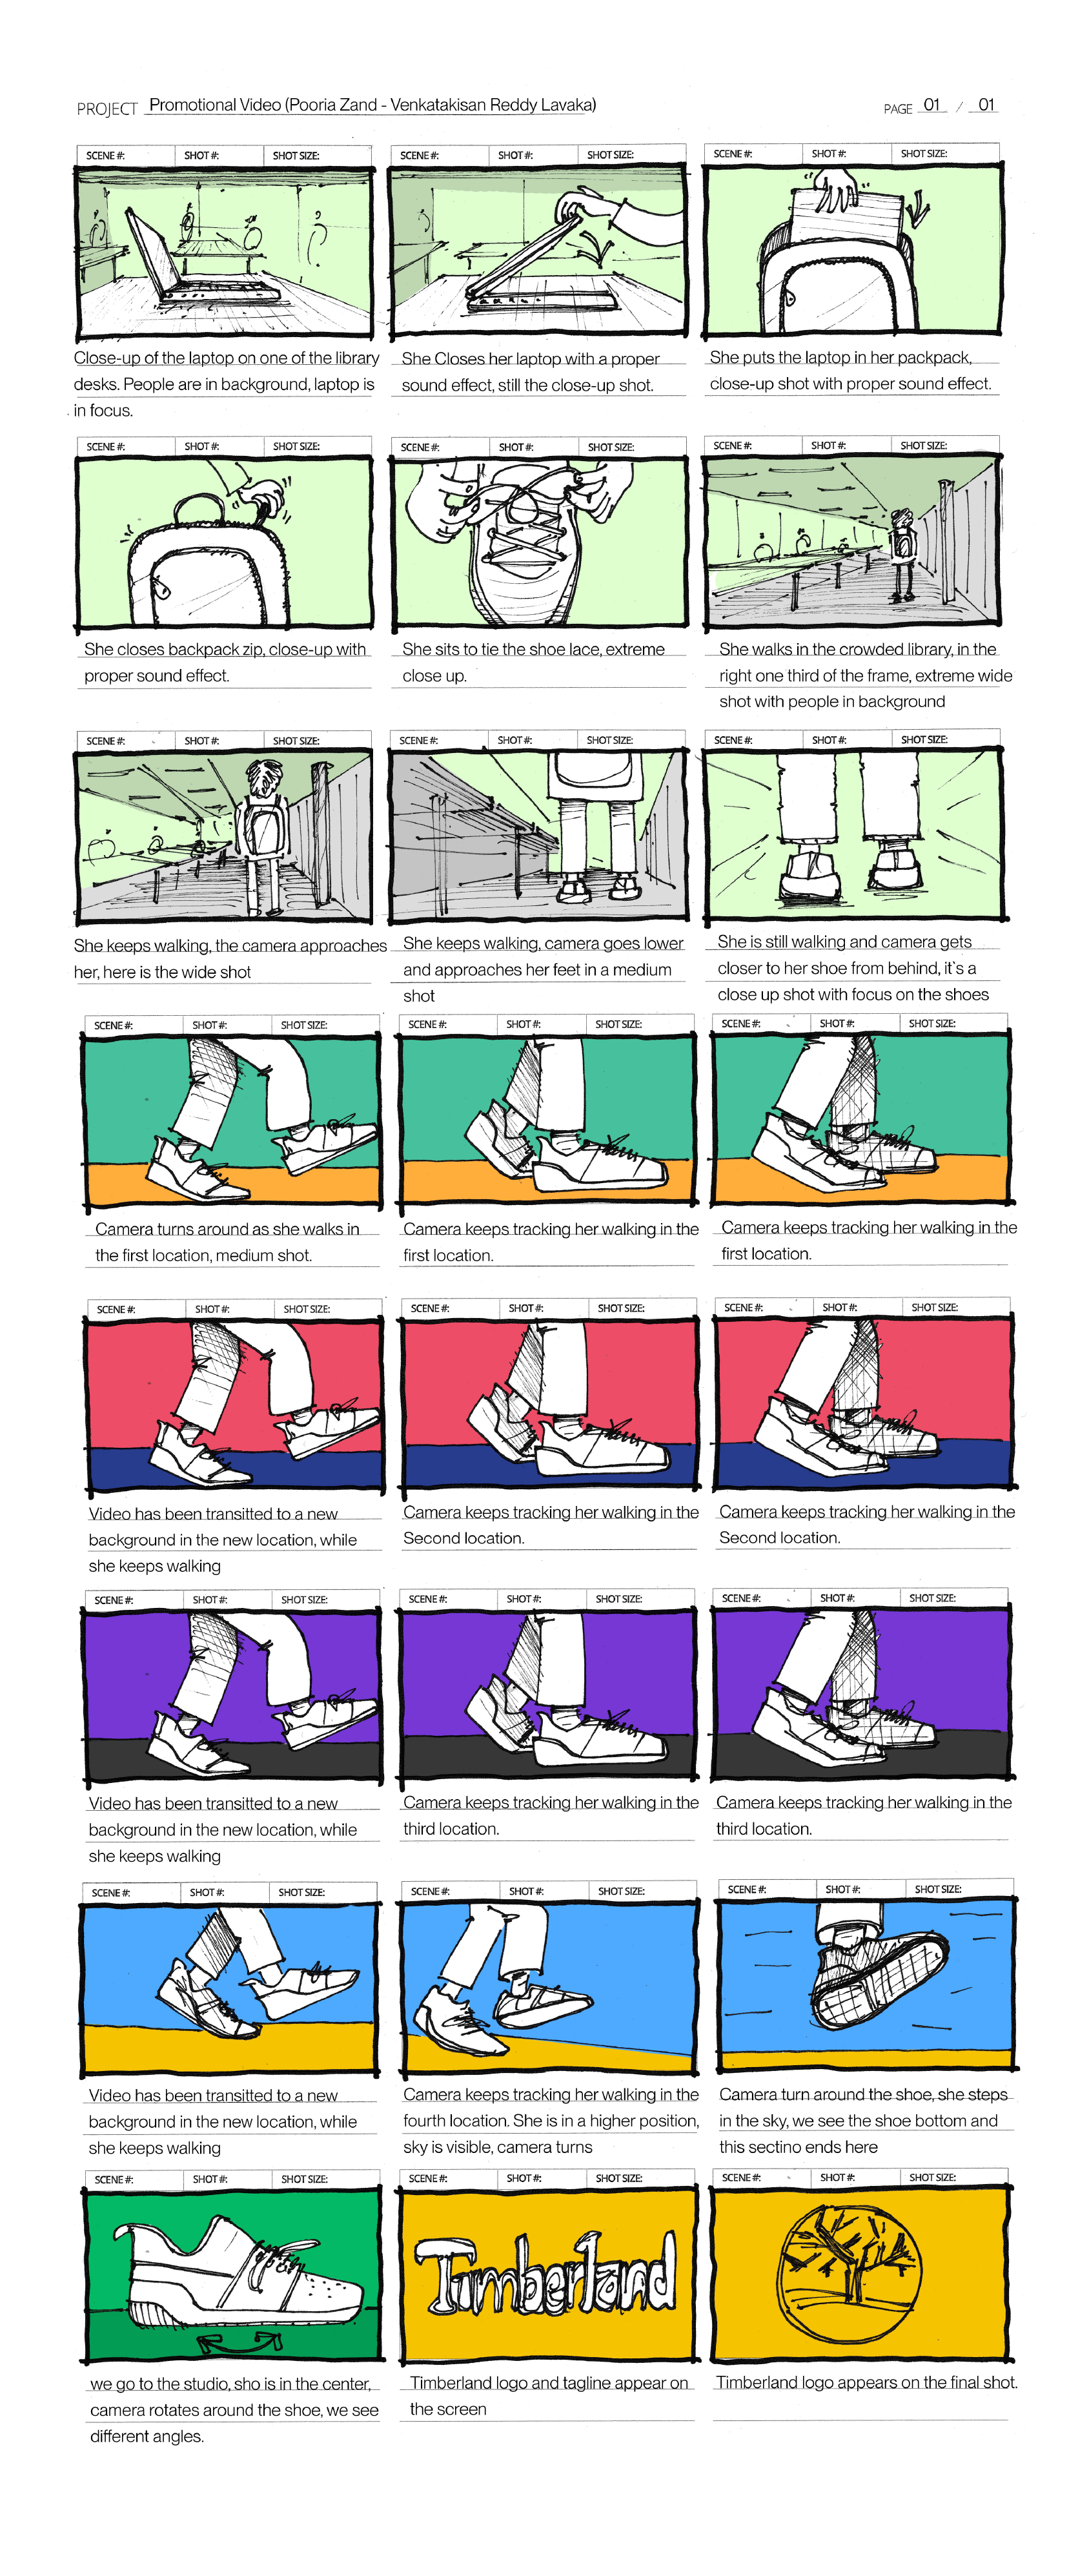 PROJECT Promotional Video (Pooria Zand - Venkatakisan Reddy Lavaka) PAGE 01 / 01
SCENE #: SHOT #: SHOT SIZE:
Close-up of the laptop on one of the library
desks. People are in background, laptop is
in focus.
SCENE #: SHOT #: SHOT SIZE:
She Closes her laptop with a proper
sound effect, still the close-up shot.
SCENE #: SHOT #: SHOT SIZE:
She puts the laptop in her packpack,
close-up shot with proper sound effect.
SCENE #: SHOT #: SHOT SIZE:
She closes backpack zip, close-up with
proper sound effect.
SCENE #: SHOT #: SHOT SIZE:
She sits to tie the shoe lace, extreme
close up.
SCENE #: SHOT #: SHOT SIZE:
She walks in the crowded library, in the
right one third of the frame, extreme wide
shot with people in background
SCENE #: SHOT #: SHOT SIZE:
She keeps walking, the camera approaches
her, here is the wide shot
SCENE #: SHOT #: SHOT SIZE:
She keeps walking, camera goes lower
and approaches her feet in a medium
shot
SCENE #: SHOT #: SHOT SIZE:
She is still walking and camera gets
closer to her shoe from behind, it`s a
close up shot with focus on the shoes
SCENE #: SHOT #: SHOT SIZE:
Camera turns around as she walks in
the first location, medium shot.
SCENE #: SHOT #: SHOT SIZE:
Camera keeps tracking her walking in the
first location.
SCENE #: SHOT #: SHOT SIZE:
Camera keeps tracking her walking in the
first location.
SCENE #: SHOT #: SHOT SIZE:
Video has been transitted to a new
background in the new location, while
she keeps walking
SCENE #: SHOT #: SHOT SIZE:
Camera keeps tracking her walking in the
Second location.
SCENE #: SHOT #: SHOT SIZE:
Camera keeps tracking her walking in the
Second location.
SCENE #: SHOT #: SHOT SIZE:
Video has been transitted to a new
background in the new location, while
she keeps walking
SCENE #: SHOT #: SHOT SIZE:
Camera keeps tracking her walking in the
third location.
SCENE #: SHOT #: SHOT SIZE:
Camera keeps tracking her walking in the
third location.
SCENE #: SHOT #: SHOT SIZE:
Video has been transitted to a new
background in the new location, while
she keeps walking
SCENE #: SHOT #: SHOT SIZE:
Camera keeps tracking her walking in the
fourth location. She is in a higher position,
sky is visible, camera turns
SCENE #: SHOT #: SHOT SIZE:
Camera turn around the shoe, she steps
in the sky, we see the shoe bottom and
this sectino ends here
SCENE #: SHOT #: SHOT SIZE:
we go to the studio, sho is in the center,
camera rotates around the shoe, we see
different angles.
SCENE #: SHOT #: SHOT SIZE:
Timberland
Timberland logo and tagline appear on
the screen
SCENE #: SHOT #: SHOT SIZE:
Timberland logo appears on the final shot.